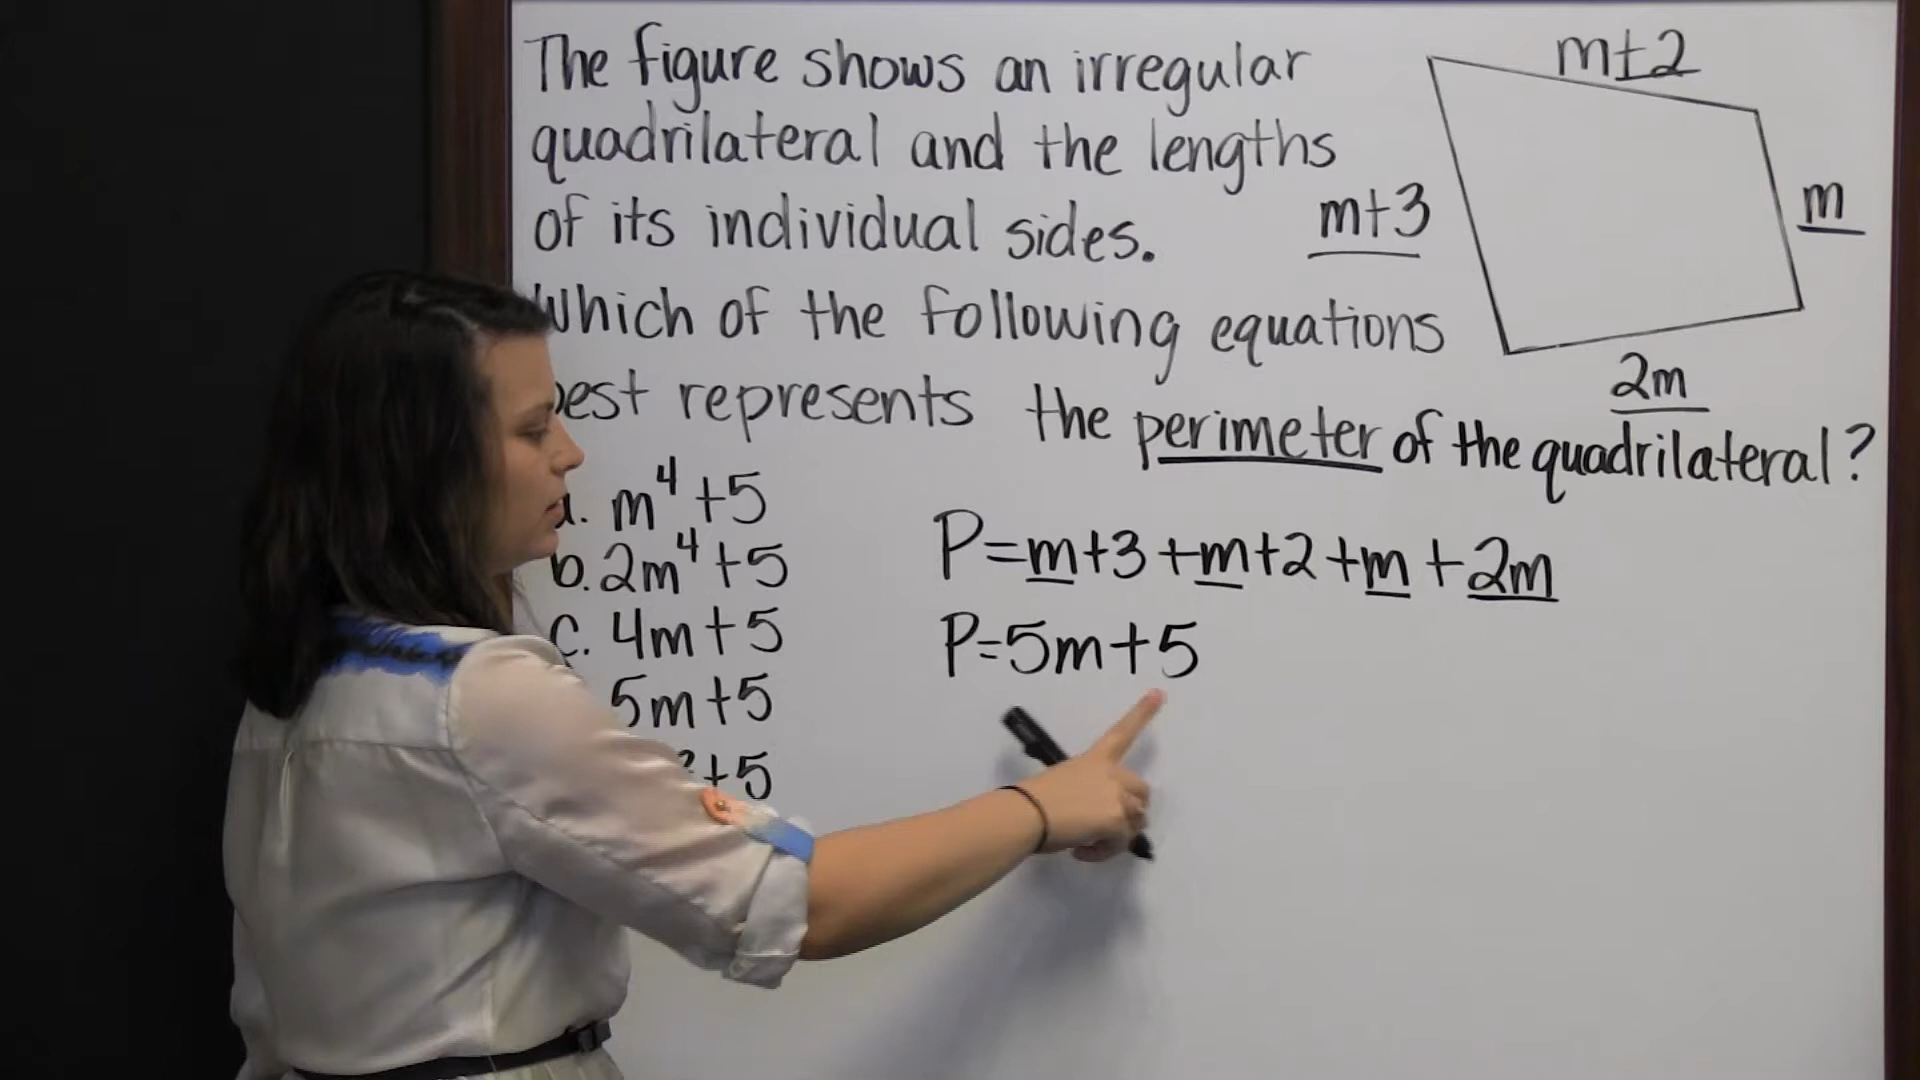 The figure shows an irregular
quadrilateral and the lengths
of its individual sides.
Which of the following equations
best represents the perimeter of the quadrilateral?
m+2
m+3
m
2m
a. m⁴+5
b. 2m⁴+5
c. 4m+5
5m+5
²+5
P=m+3+m+2+m+2m
P=5m+5